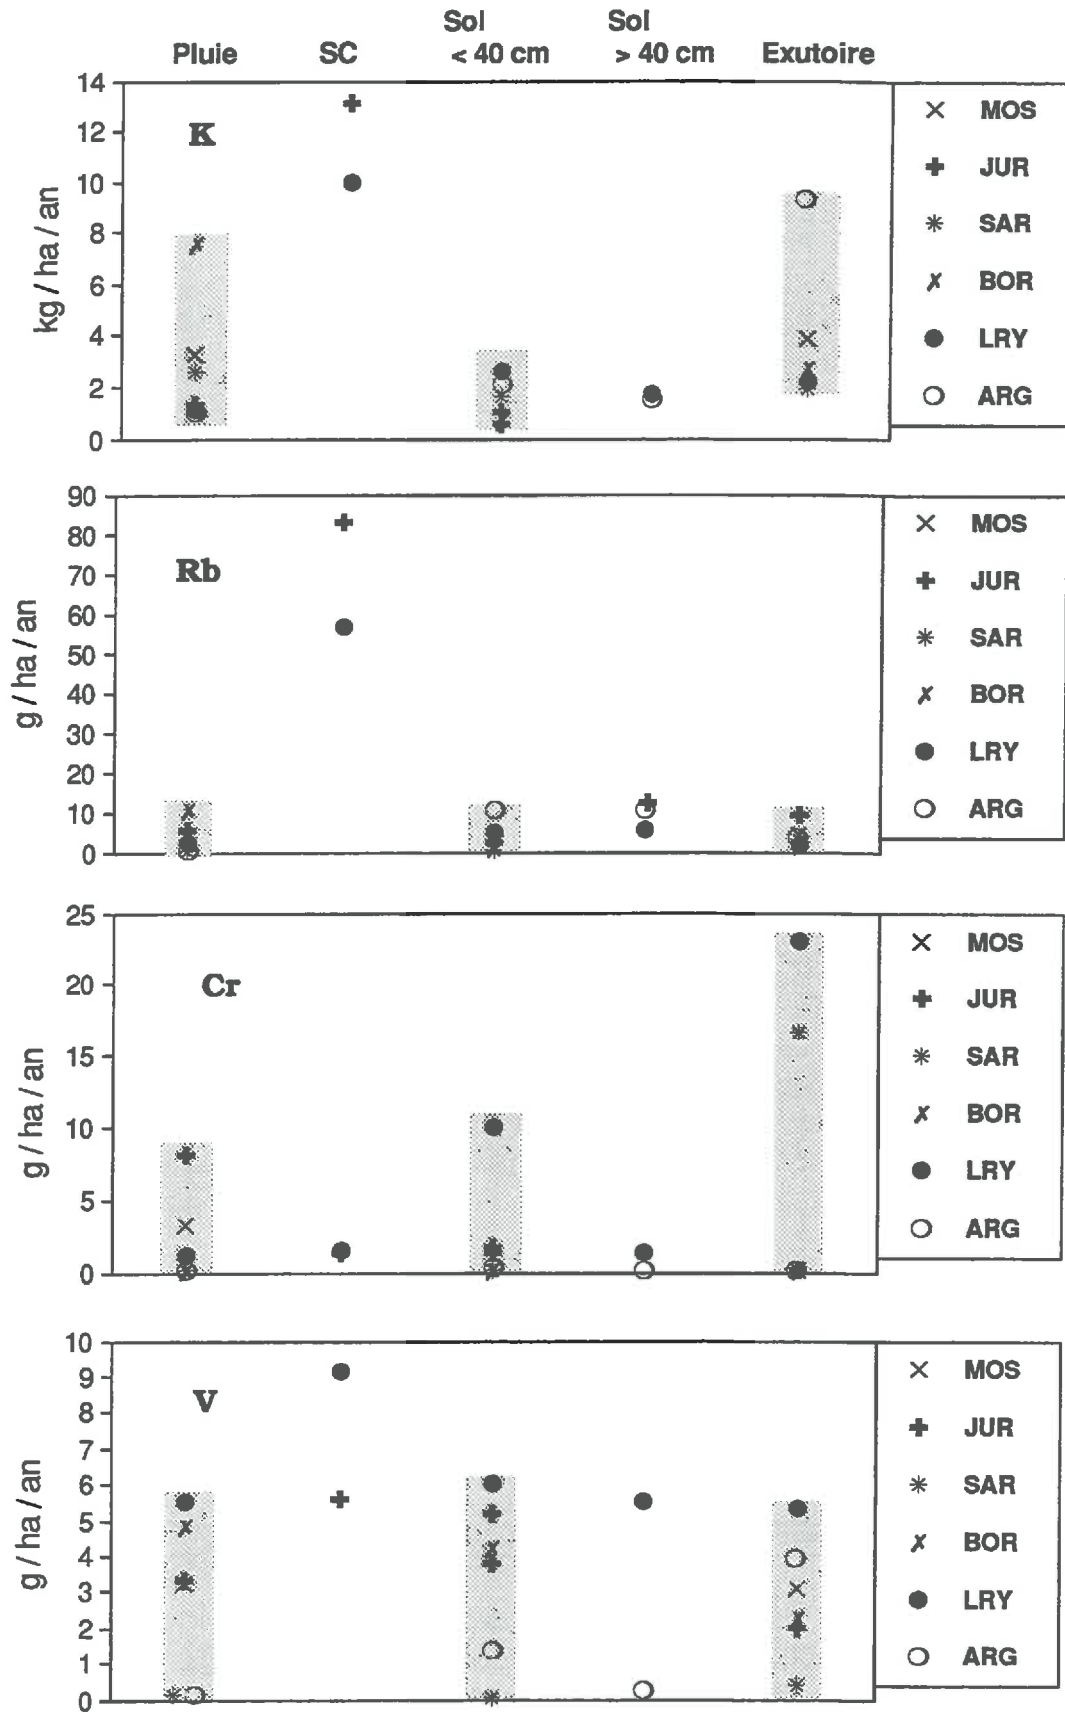 Sol Sol
Pluie SC < 40 cm > 40 cm Exutoire
14
12
10
8
6
4
2
0
kg / ha / an
K
MOS
JUR
SAR
BOR
LRY
ARG
90
80
70
60
50
40
30
20
10
0
g / ha / an
Rb
MOS
JUR
SAR
BOR
LRY
ARG
25
20
15
10
5
0
g / ha / an
Cr
MOS
JUR
SAR
BOR
LRY
ARG
10
9
8
7
6
5
4
3
2
1
0
g / ha / an
V
MOS
JUR
SAR
BOR
LRY
ARG